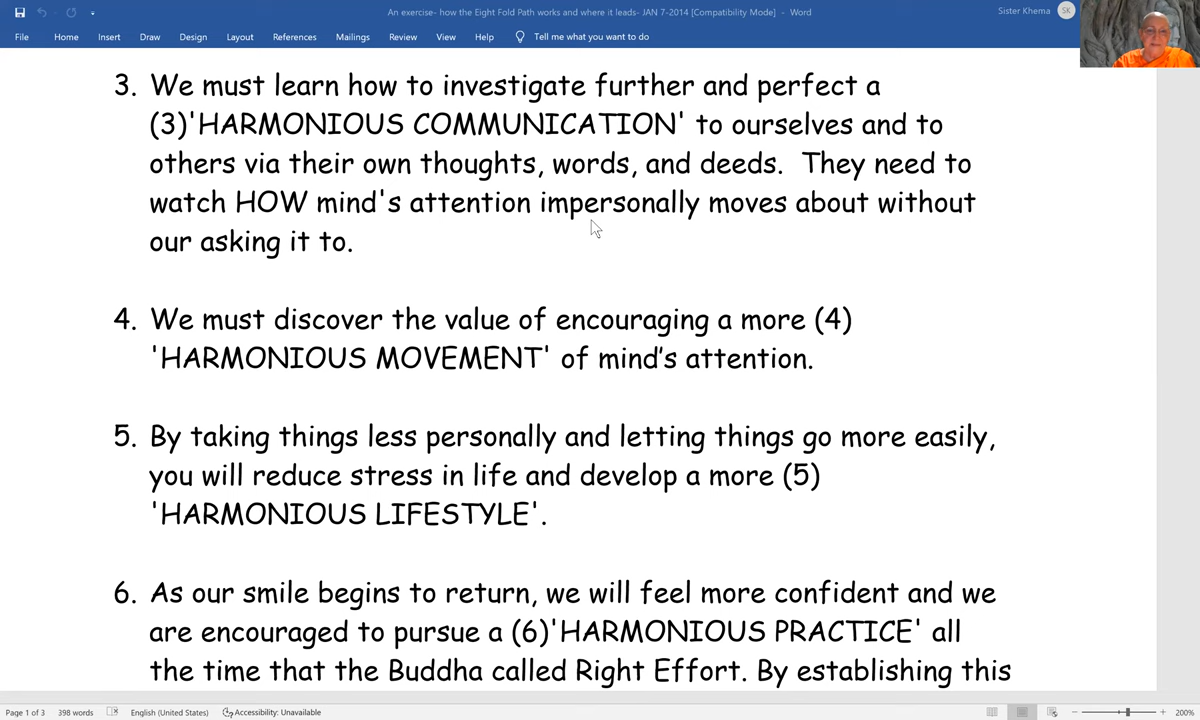 An exercise- how the Eight Fold Path works and where it leads- JAN 7-2014 [Compatibility Mode] - Word
Sister Khema SK
File Home Insert Draw Design Layout References Mailings Review View Help Tell me what you want to do
3. We must learn how to investigate further and perfect a
(3)'HARMONIOUS COMMUNICATION' to ourselves and to
others via their own thoughts, words, and deeds. They need to
watch HOW mind's attention impersonally moves about without
our asking it to.
4. We must discover the value of encouraging a more (4)
'HARMONIOUS MOVEMENT' of mind’s attention.
5. By taking things less personally and letting things go more easily,
you will reduce stress in life and develop a more (5)
'HARMONIOUS LIFESTYLE'.
6. As our smile begins to return, we will feel more confident and we
are encouraged to pursue a (6)'HARMONIOUS PRACTICE' all
the time that the Buddha called Right Effort. By establishing this
Page 1 of 3 398 words English (United States) Accessibility: Unavailable 200%